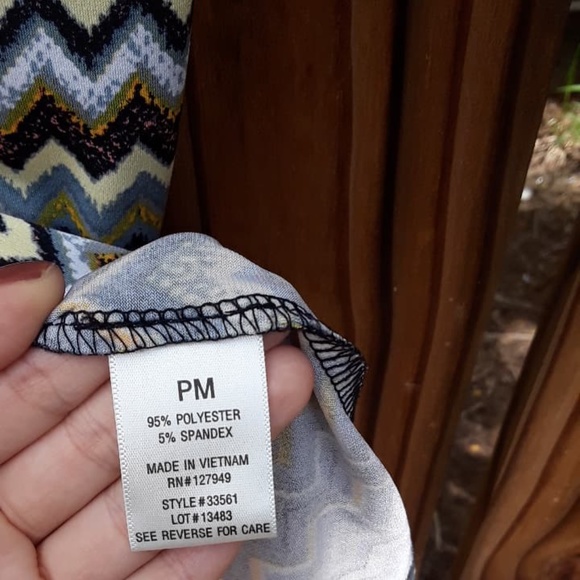 PM
95% POLYESTER
5% SPANDEX
MADE IN VIETNAM
RN#127949
STYLE#33561
LOT#13483
SEE REVERSE FOR CARE